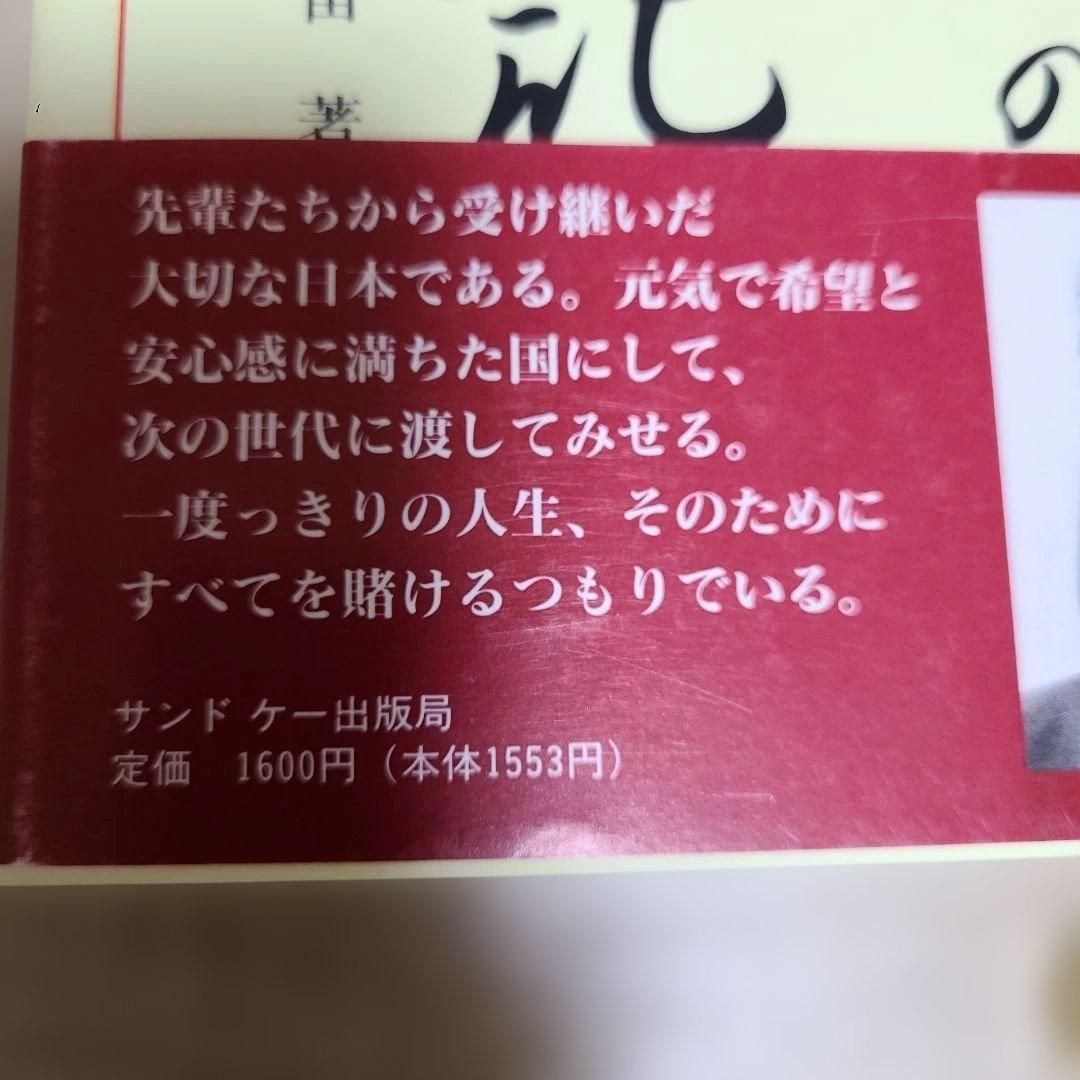 著
の
先輩たちから受け継いだ
大切な日本である。元気で希望と
安心感に満ちた国にして、
次の世代に渡してみせる。
一度っきりの人生、そのために
すべてを賭けるつもりでいる。
サンドケー出版局
定価 1600円（本体1553円）